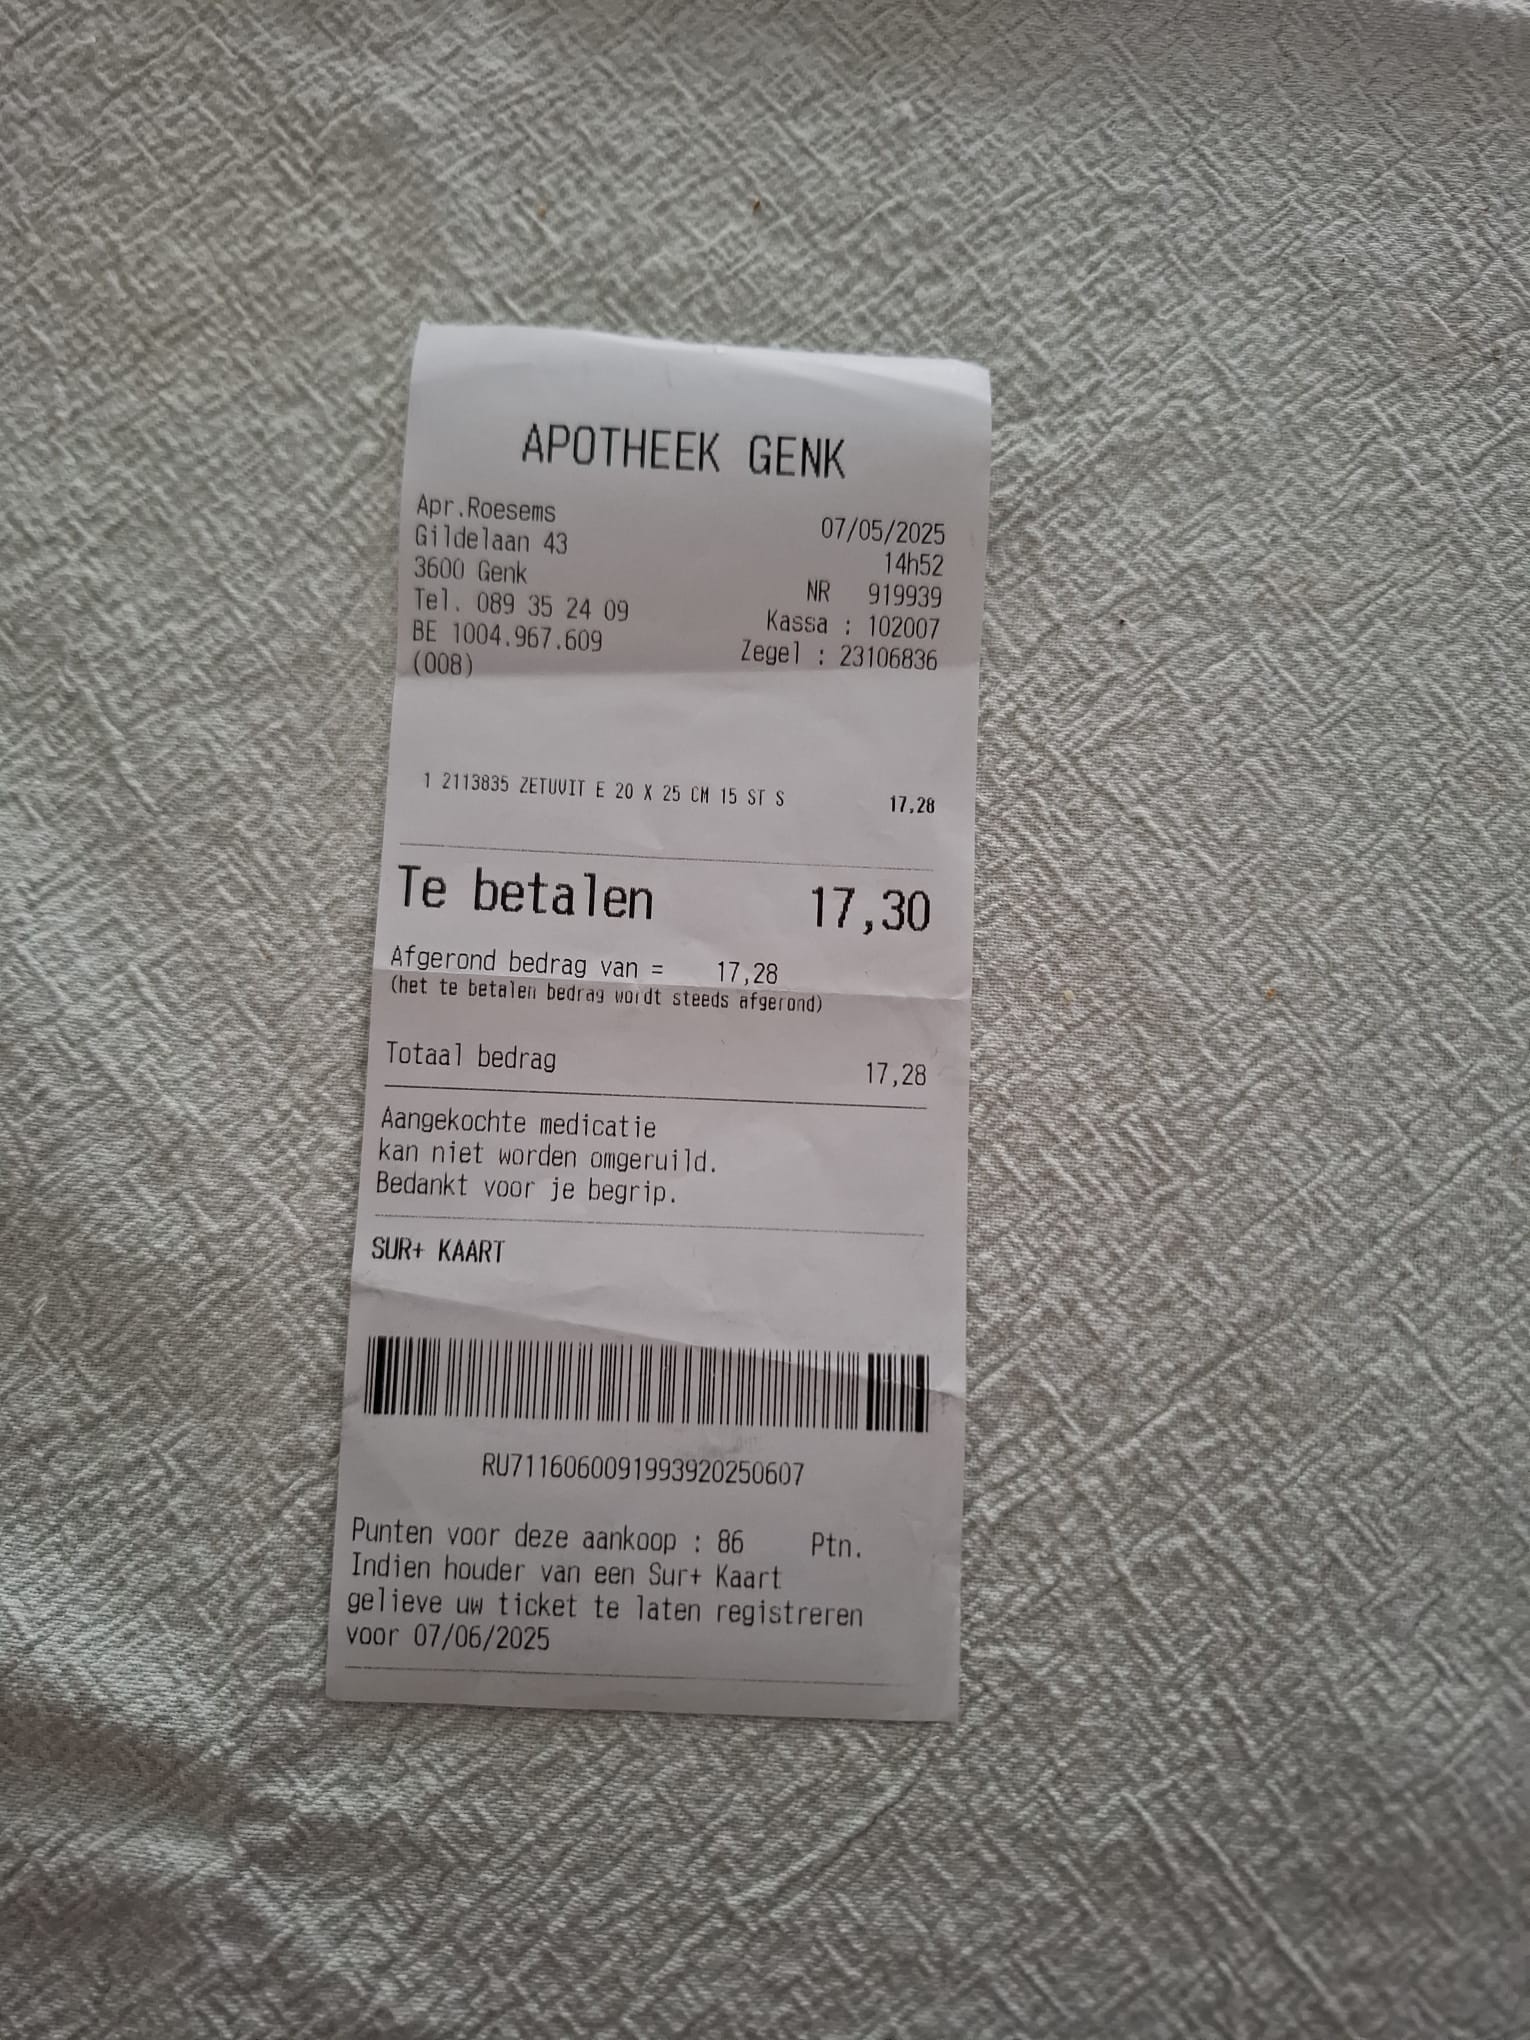 APOTHEEK GENK
Apr.Roesems
Gildelaan 43
3600 Genk
Tel. 089 35 24 09
BE 1004.967.609
(008)
07/05/2025
14h52
NR 919939
Kassa : 102007
Zegel : 23106836
1 2113835 ZETUVIT E 20 X 25 CM 15 ST S 17,28
Te betalen 17,30
Afgerond bedrag van = 17,28
(het te betalen bedrag wordt steeds afgerond)
Totaal bedrag 17,28
Aangekochte medicatie
kan niet worden omgeruild.
Bedankt voor je begrip.
SUR+ KAART
RU7116060091993920250607
Punten voor deze aankoop : 86 Ptn.
Indien houder van een Sur+ Kaart
gelieve uw ticket te laten registreren
voor 07/06/2025